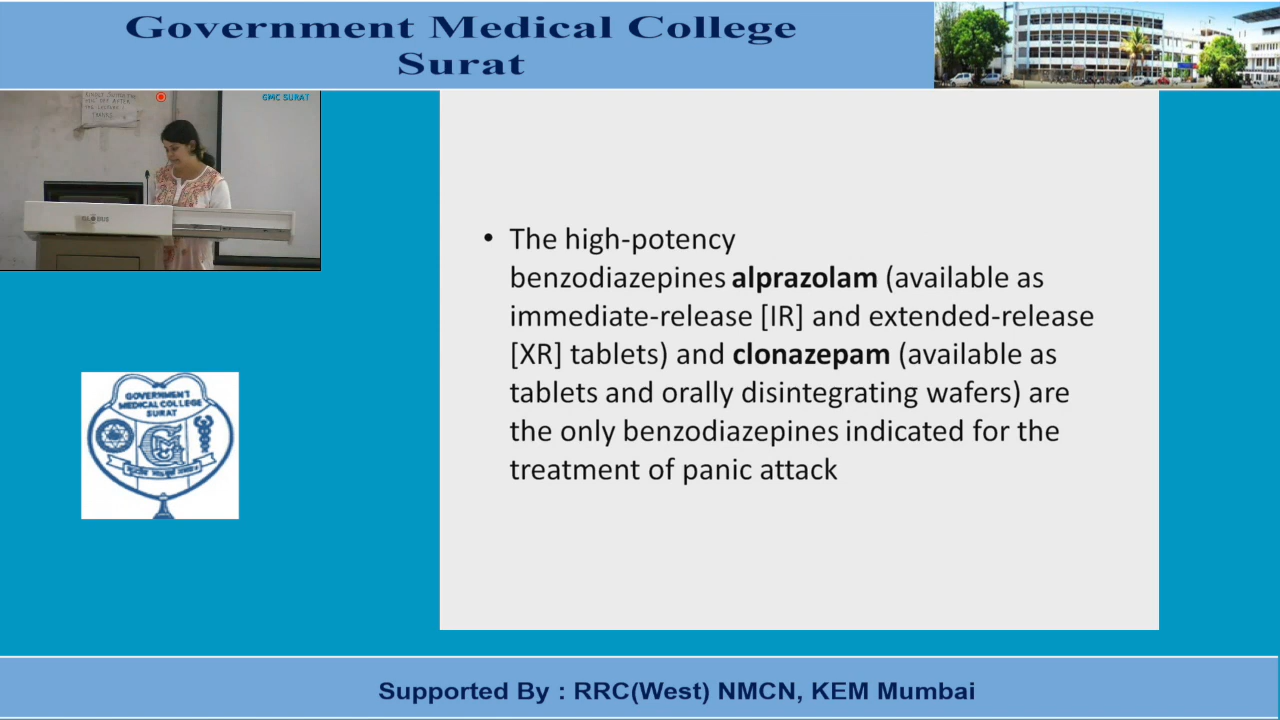 Government Medical College
Surat
GMC SURAT
GLOBUS
GOVERNMENT
MEDICAL COLLEGE
SURAT
• The high-potency
benzodiazepines alprazolam (available as
immediate-release [IR] and extended-release
[XR] tablets) and clonazepam (available as
tablets and orally disintegrating wafers) are
the only benzodiazepines indicated for the
treatment of panic attack
Supported By : RRC(West) NMCN, KEM Mumbai